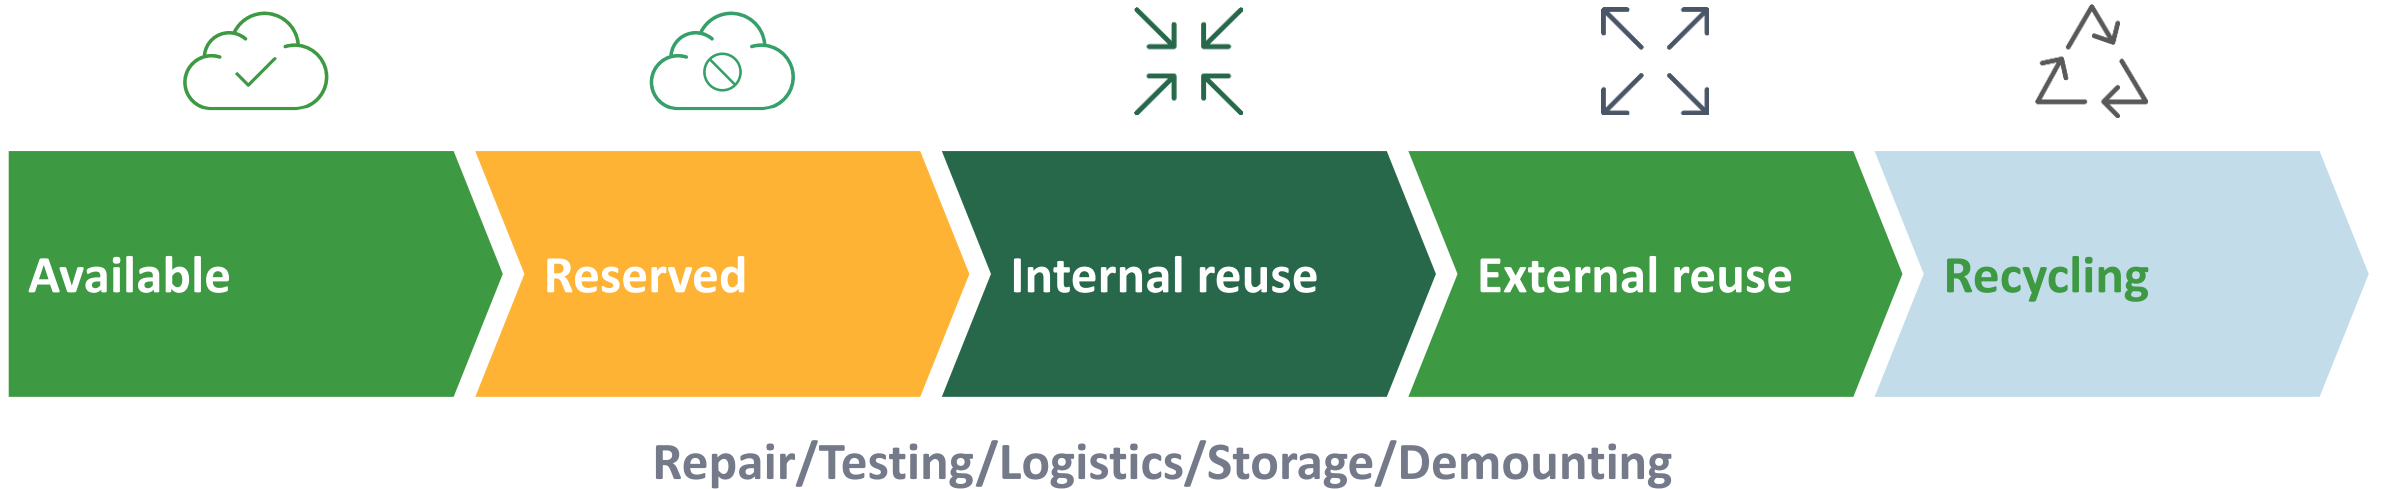 Available
Reserved
Internal reuse
External reuse
Recycling
Repair/Testing/Logistics/Storage/Demounting